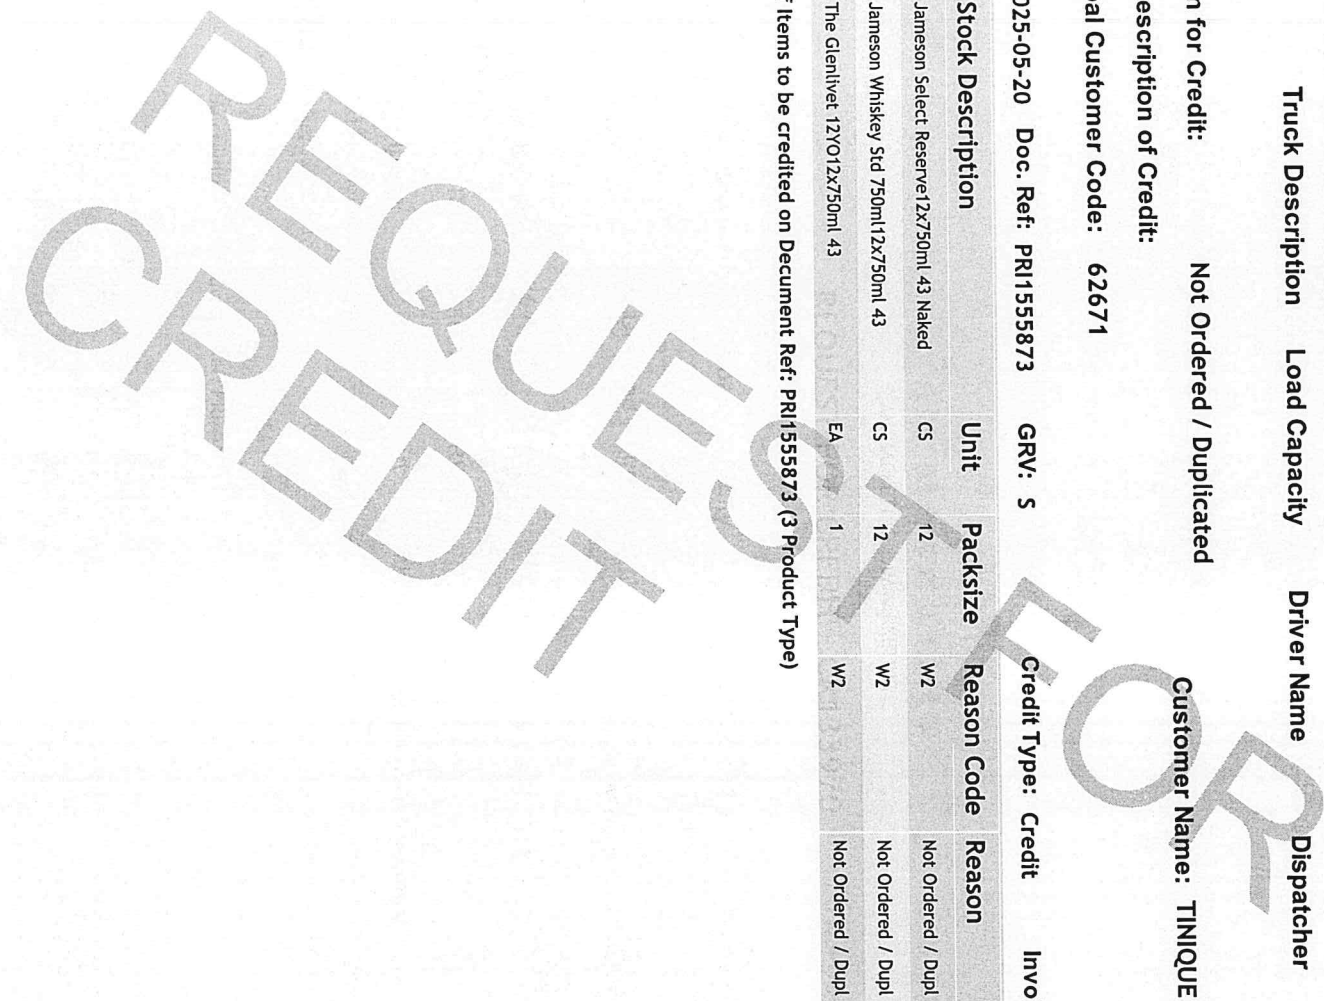 Truck Description Load Capacity Driver Name Dispatcher
n for Credit: Not Ordered / Duplicated
Customer Name: TINIQUE
escription of Credit:
al Customer Code: 62671
025-05-20 Doc. Ref: PRI1555873 GRV: S Credit Type: Credit Invo
Stock Description Unit Packsize Reason Code Reason
Jameson Select Reserve12x750ml 43 Naked CS 12 W2 Not Ordered / Dupl
Jameson Whiskey Std 750ml12x750ml 43 CS 12 W2 Not Ordered / Dupl
The Glenlivet 12YO12x750ml 43 EA 1 W2 Not Ordered / Dupl
f Items to be credited on Decument Ref: PRI1555873 (3 Product Type)
REQUEST FOR
CREDIT